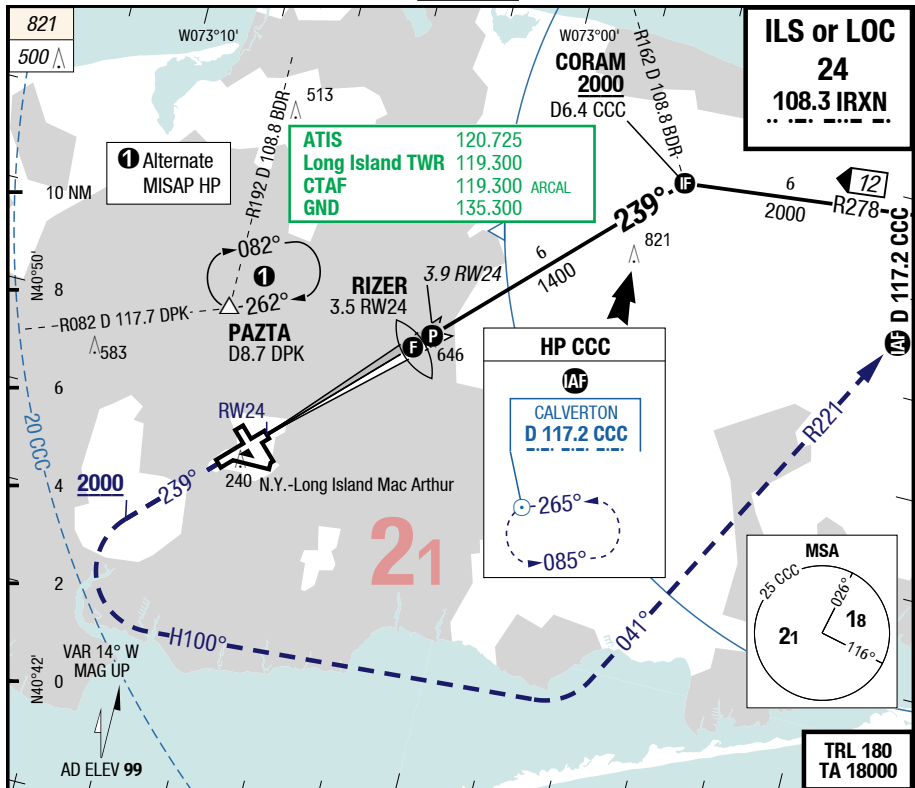 821
500
W073°10'
W073°00'
ILS or LOC
24
108.3 IRXN
CORAM
2000
D6.4 CCC
R162 D 108.8 BDR
513
R192 D 108.8 BDR
1 Alternate
MISAP HP
ATIS 120.725
Long Island TWR 119.300
CTAF 119.300 ARCAL
GND 135.300
10 NM
IF
6
2000
12
R278
239°
821
6
1400
IAF D 117.2 CCC
N40°50'
8
082°
1
262°
R082 D 117.7 DPK
PAZTA
D8.7 DPK
583
RIZER
3.5 RW24
3.9 RW24
F
P
646
HP CCC
IAF
CALVERTON
D 117.2 CCC
265°
085°
R221
6
20 CCC
RW24
240
N.Y.-Long Island Mac Arthur
4
2000
239°
21
2
H100°
041°
MSA
25 CCC
026°
18
21
116°
VAR 14° W
MAG UP
N40°42'
0
AD ELEV 99
TRL 180
TA 18000